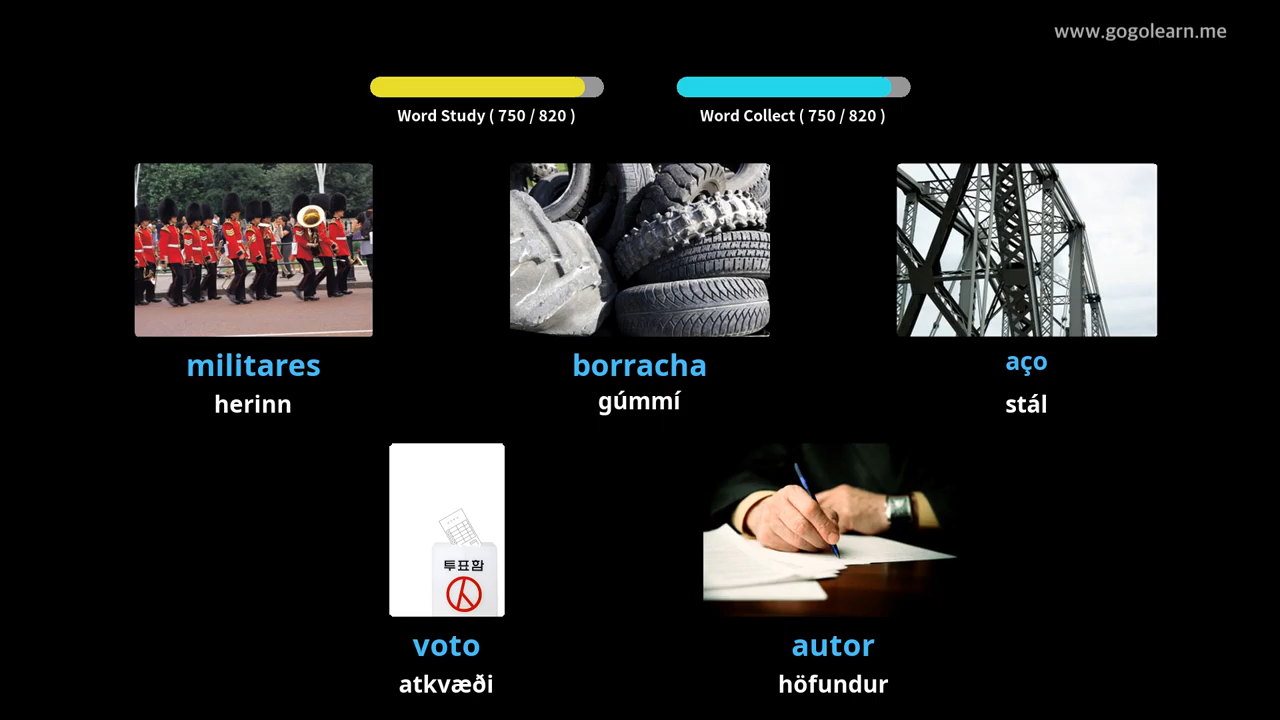 www.gogolearn.me
Word Study ( 750 / 820 )
Word Collect ( 750 / 820 )
militares
herinn
borracha
gúmmí
aço
stál
투표함
voto
atkvæði
autor
höfundur